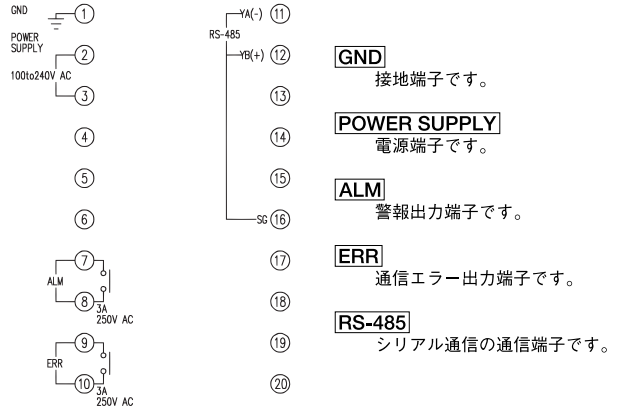 GND
①
POWER
SUPPLY
②
100to240V AC
③
④
⑤
⑥
⑦
ALM
⑧
3A
250V AC
⑨
ERR
⑩
3A
250V AC
YA(-) ⑪
RS-485
YB(+) ⑫
⑬
⑭
⑮
SG ⑯
⑰
⑱
⑲
⑳
GND
接地端子です。
POWER SUPPLY
電源端子です。
ALM
警報出力端子です。
ERR
通信エラー出力端子です。
RS-485
シリアル通信の通信端子です。